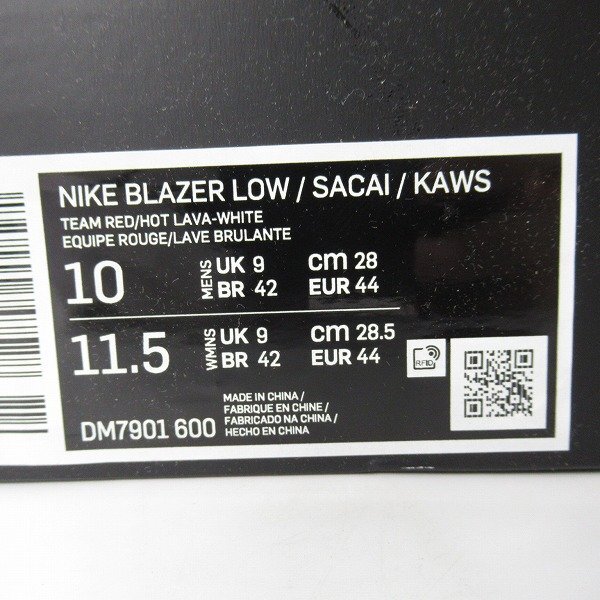 NIKE BLAZER LOW / SACAI / KAWS
TEAM RED/HOT LAVA-WHITE
EQUIPE ROUGE/LAVE BRULANTE
10 MENS UK 9 CM 28
BR 42 EUR 44
11.5 WMNS UK 9 CM 28.5
BR 42 EUR 44
RFID
DM7901 600
MADE IN CHINA /
FABRIQUE EN CHINE /
FABRICADO NA CHINA /
HECHO EN CHINA